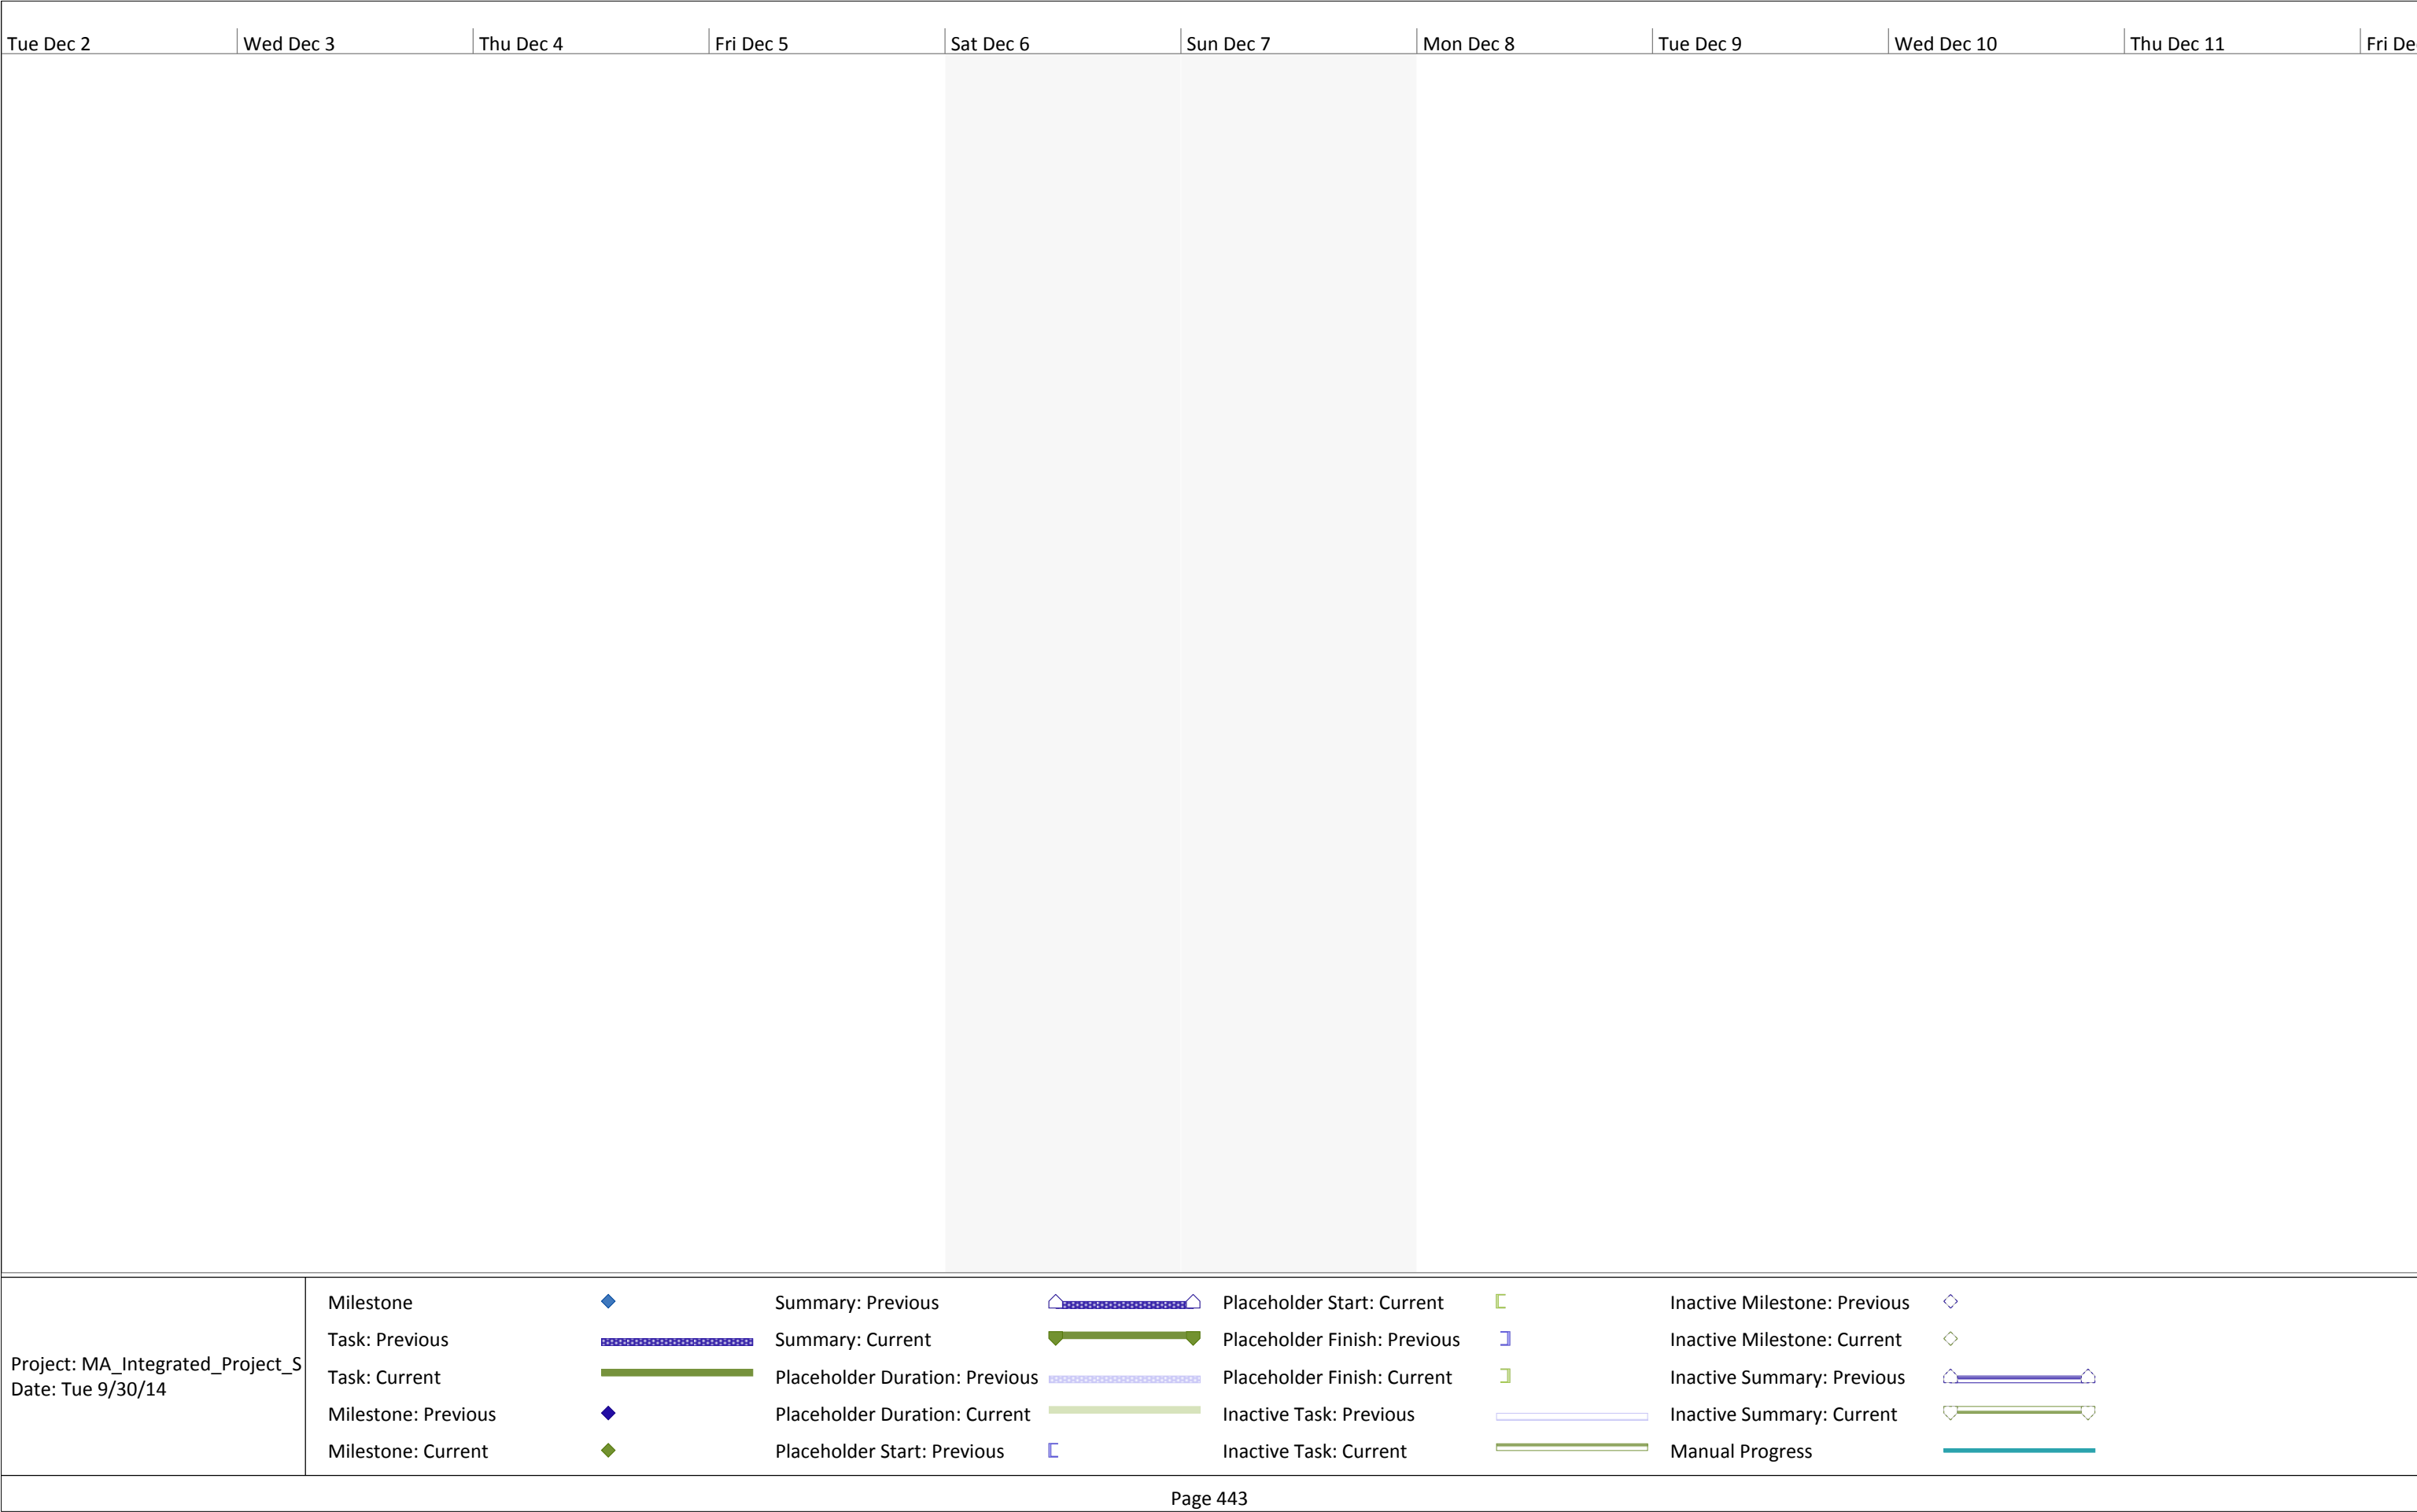 Tue Dec 2 Wed Dec 3 Thu Dec 4 Fri Dec 5 Sat Dec 6 Sun Dec 7 Mon Dec 8 Tue Dec 9 Wed Dec 10 Thu Dec 11 Fri De
Project: MA_Integrated_Project_S
Date: Tue 9/30/14
Milestone
Task: Previous
Task: Current
Milestone: Previous
Milestone: Current
Summary: Previous
Summary: Current
Placeholder Duration: Previous
Placeholder Duration: Current
Placeholder Start: Previous
Placeholder Start: Current
Placeholder Finish: Previous
Placeholder Finish: Current
Inactive Task: Previous
Inactive Task: Current
Inactive Milestone: Previous
Inactive Milestone: Current
Inactive Summary: Previous
Inactive Summary: Current
Manual Progress
Page 443